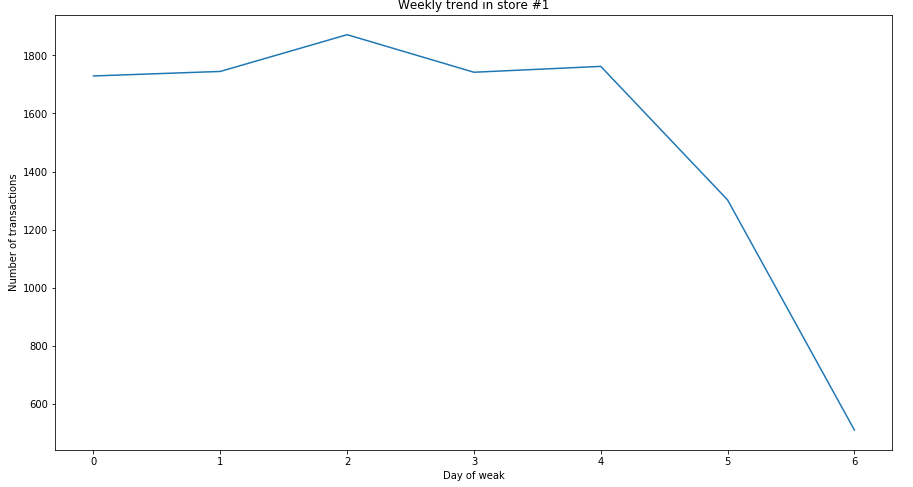 Weekly trend in store #1
1800
1600
1400
1200
1000
800
600
Number of transactions
0 1 2 3 4 5 6
Day of weak